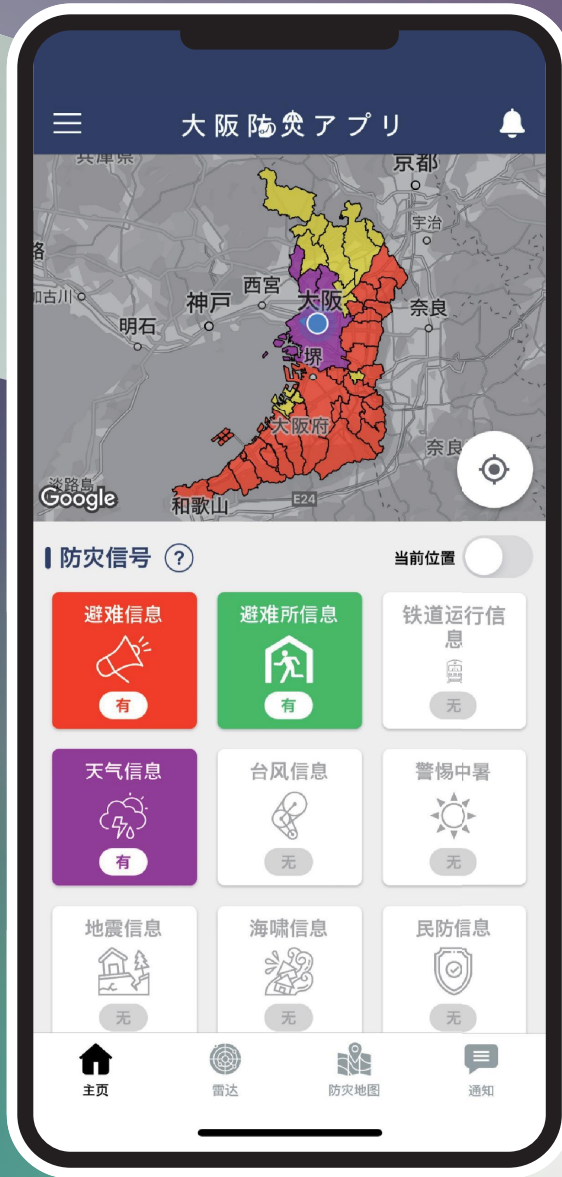 大阪防災アプリ
兵庫県
京都
宇治
西宮
神戸
大阪
奈良
加古川
明石
堺
大阪府
奈良
淡路島
Google
和歌山
E24
防灾信号 ?
当前位置
避难信息
有
避难所信息
有
铁道运行信
息
无
天气信息
有
台风信息
无
警惕中暑
无
地震信息
无
海啸信息
无
民防信息
无
主页
雷达
防灾地图
通知